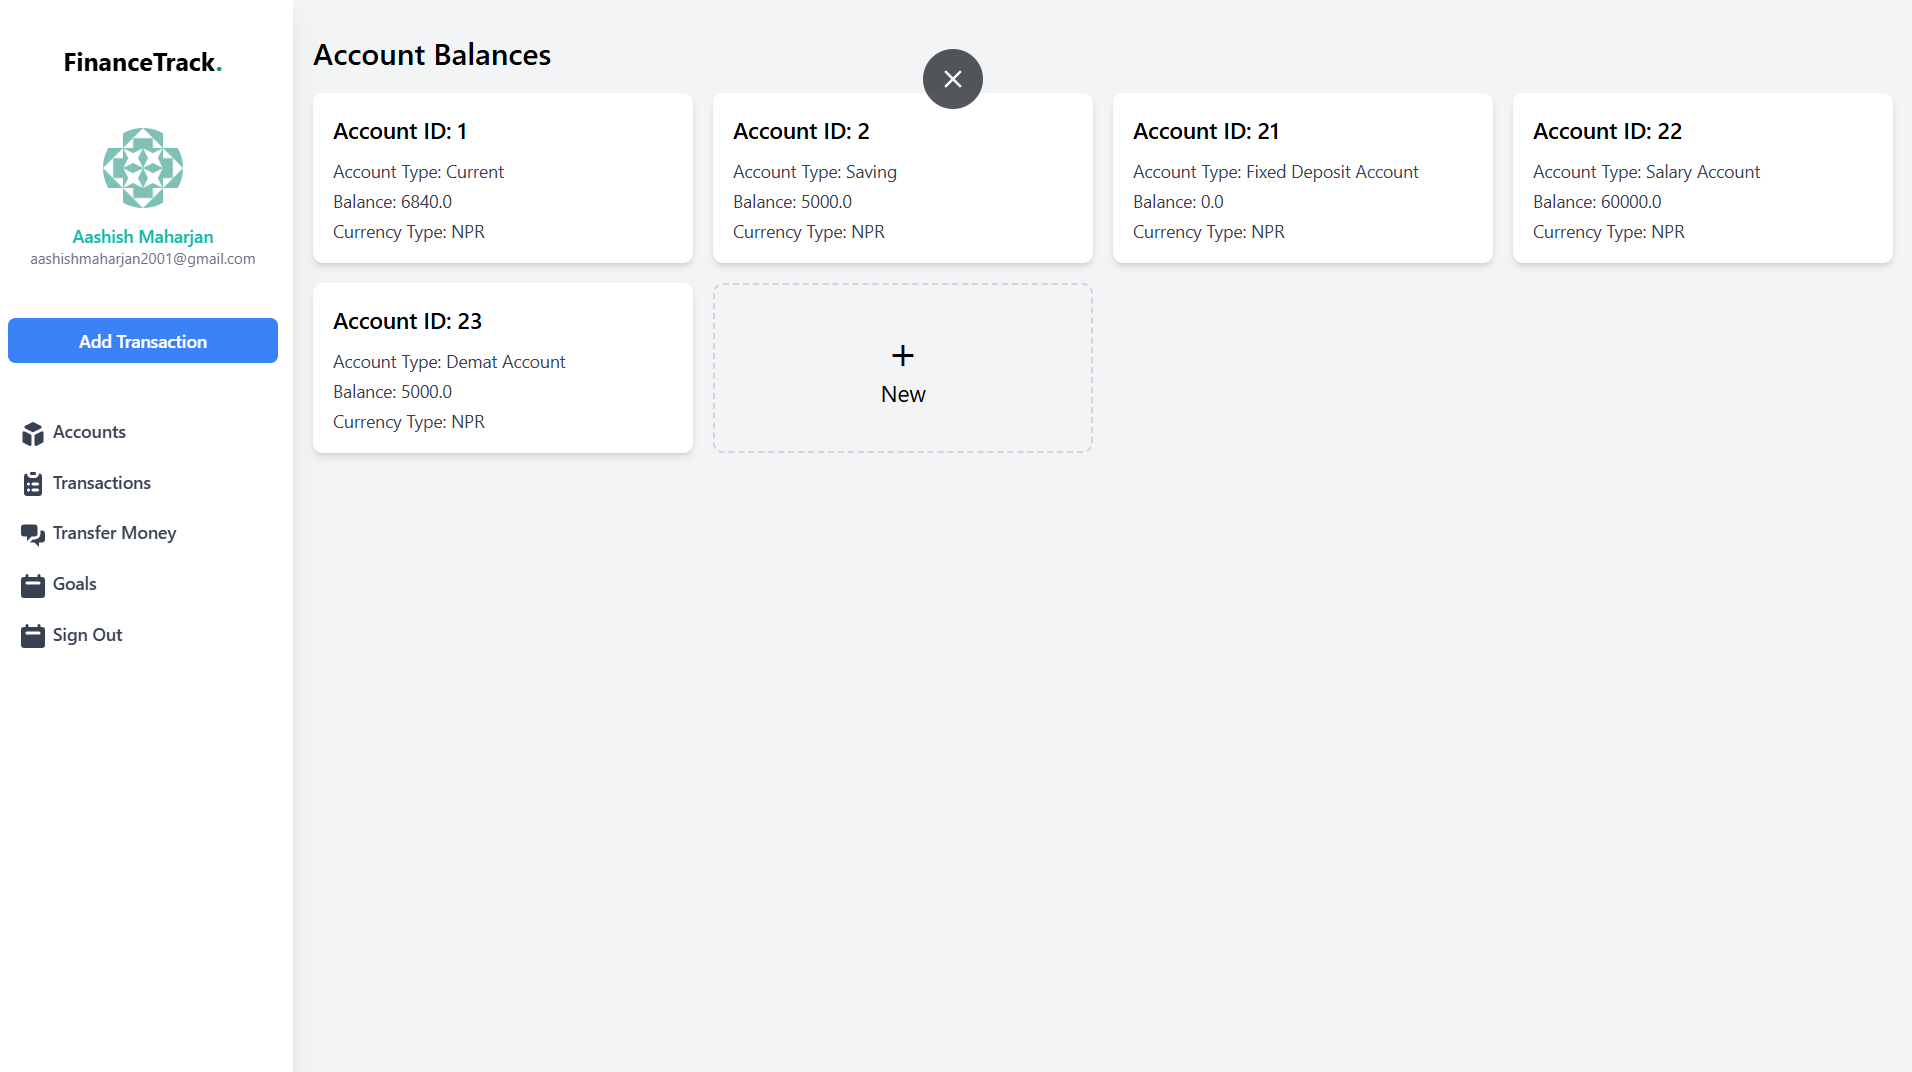 FinanceTrack.
Aashish Maharjan
aashishmaharjan2001@gmail.com
Add Transaction
Accounts
Transactions
Transfer Money
Goals
Sign Out
Account Balances
Account ID: 1
Account Type: Current
Balance: 6840.0
Currency Type: NPR
Account ID: 2
Account Type: Saving
Balance: 5000.0
Currency Type: NPR
Account ID: 21
Account Type: Fixed Deposit Account
Balance: 0.0
Currency Type: NPR
Account ID: 22
Account Type: Salary Account
Balance: 60000.0
Currency Type: NPR
Account ID: 23
Account Type: Demat Account
Balance: 5000.0
Currency Type: NPR
New